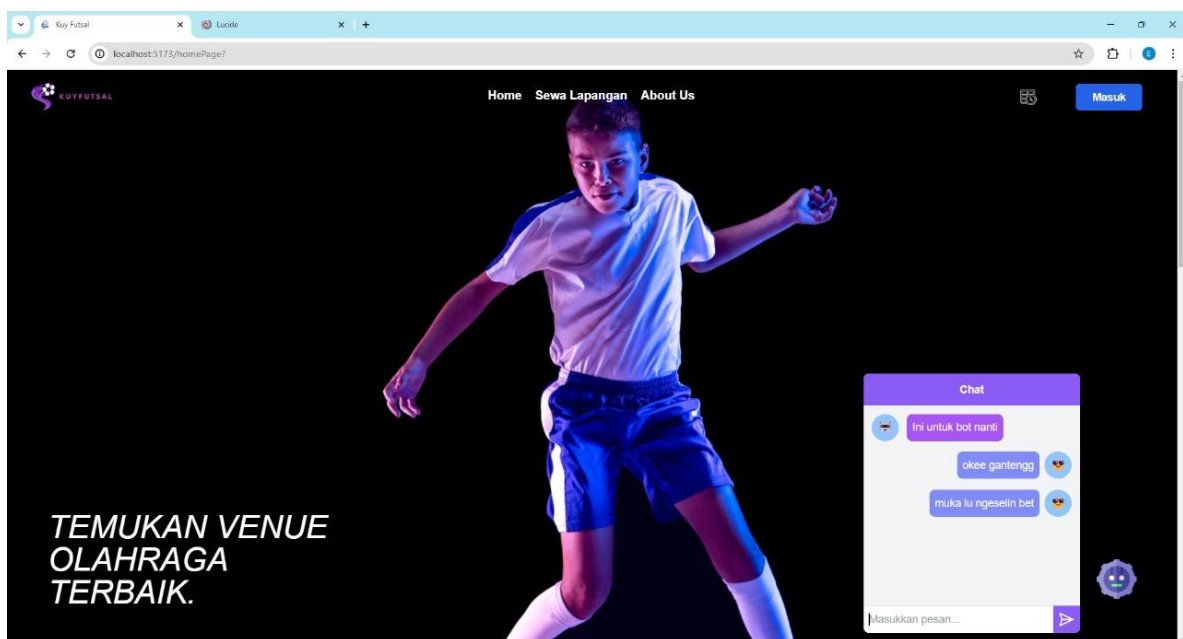 Kuy Futsal
Lucide
localhost:5173/homePage?
E
KUYFUTSAL
Home Sewa Lapangan About Us
Masuk
TEMUKAN VENUE
OLAHRAGA
TERBAIK.
Chat
Ini untuk bot nanti
okee gantengg
muka lu ngeselin bet
Masukkan pesan...